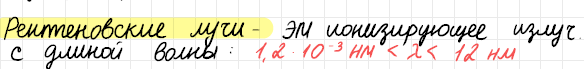 Рентгеновские лучи - ЭМ ионизирующее излуч.
с длиной волны: 1,2 · 10⁻³ нм < λ < 12 нм